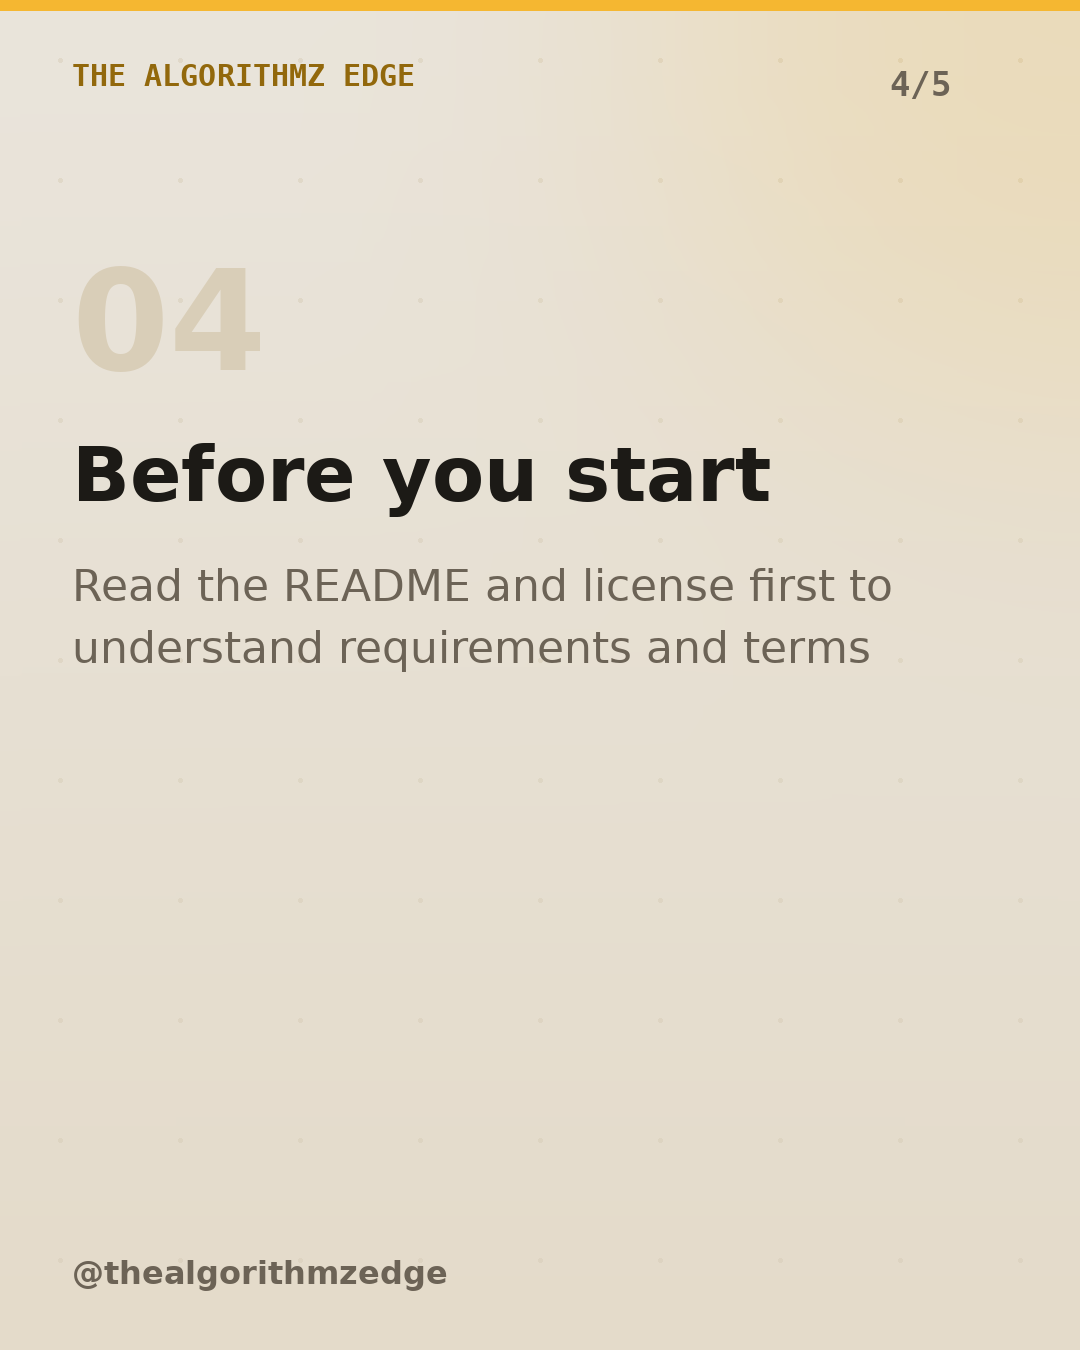 THE ALGORITHMZ EDGE
4/5
04
Before you start
Read the README and license first to
understand requirements and terms
@thealgorithmzedge